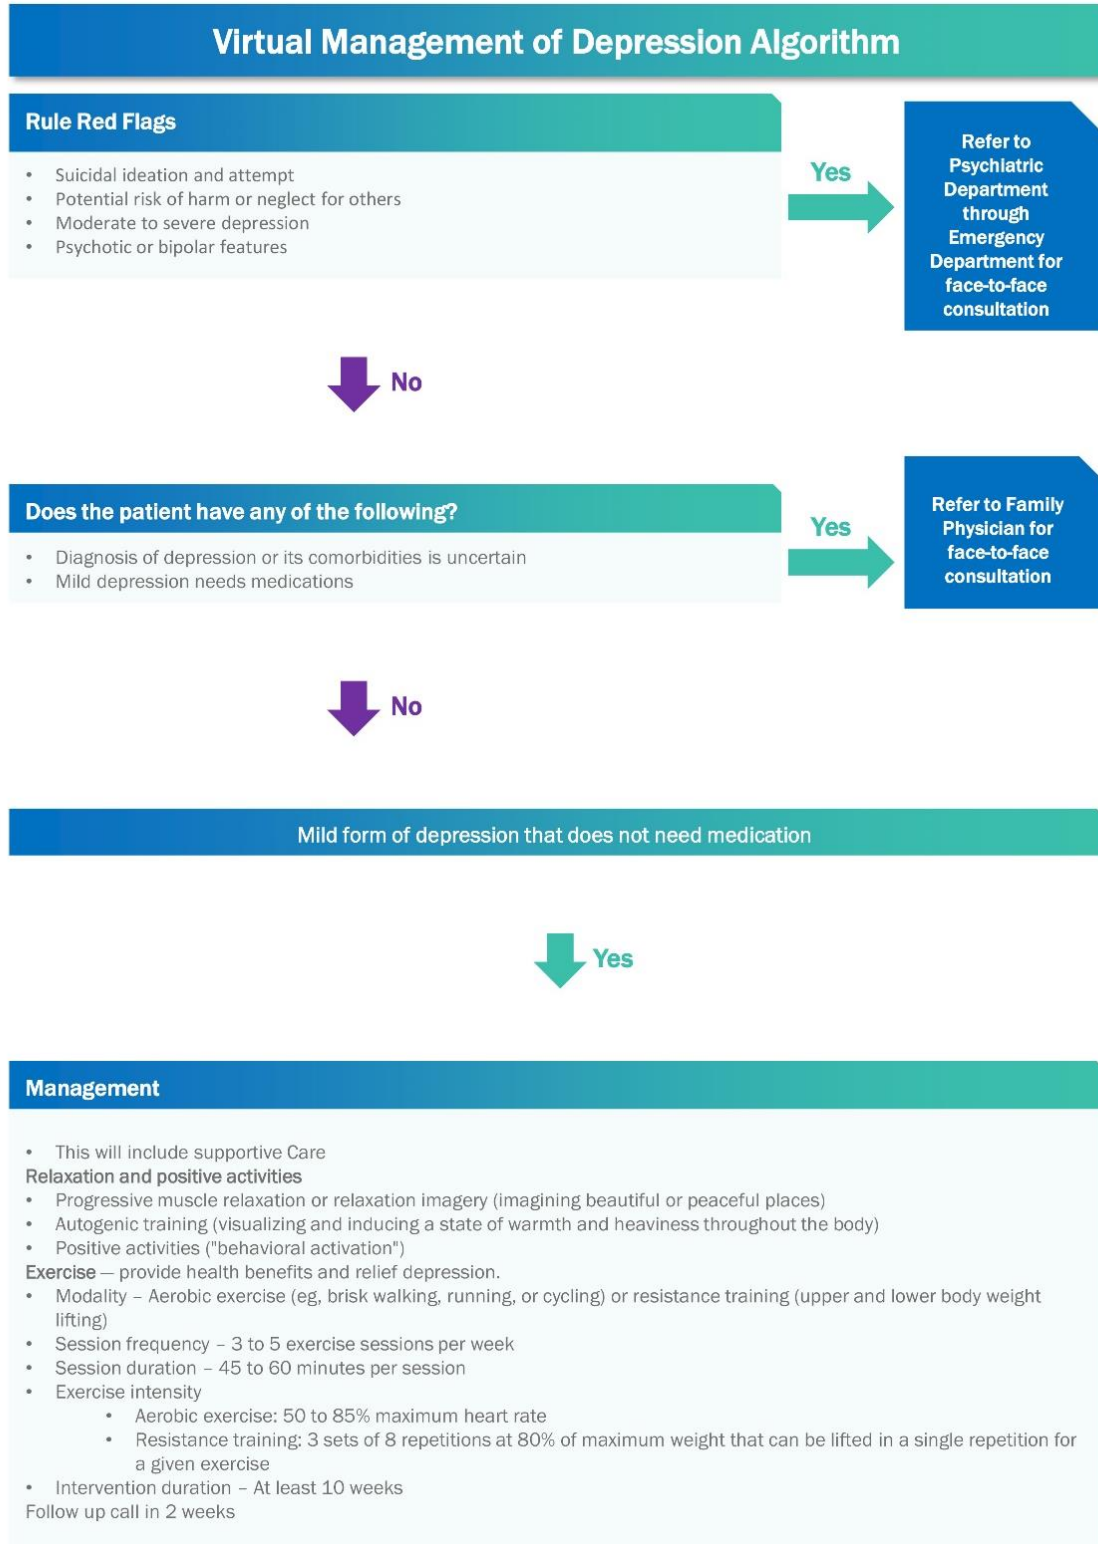 Virtual Management of Depression Algorithm
Rule Red Flags
• Suicidal ideation and attempt
• Potential risk of harm or neglect for others
• Moderate to severe depression
• Psychotic or bipolar features
Yes
Refer to
Psychiatric
Department
through
Emergency
Department for
face-to-face
consultation
No
Does the patient have any of the following?
• Diagnosis of depression or its comorbidities is uncertain
• Mild depression needs medications
Yes
Refer to Family
Physician for
face-to-face
consultation
No
Mild form of depression that does not need medication
Yes
Management
• This will include supportive Care
Relaxation and positive activities
• Progressive muscle relaxation or relaxation imagery (imagining beautiful or peaceful places)
• Autogenic training (visualizing and inducing a state of warmth and heaviness throughout the body)
• Positive activities ("behavioral activation")
Exercise — provide health benefits and relief depression.
• Modality – Aerobic exercise (eg, brisk walking, running, or cycling) or resistance training (upper and lower body weight
lifting)
• Session frequency – 3 to 5 exercise sessions per week
• Session duration – 45 to 60 minutes per session
• Exercise intensity
• Aerobic exercise: 50 to 85% maximum heart rate
• Resistance training: 3 sets of 8 repetitions at 80% of maximum weight that can be lifted in a single repetition for
a given exercise
• Intervention duration – At least 10 weeks
Follow up call in 2 weeks